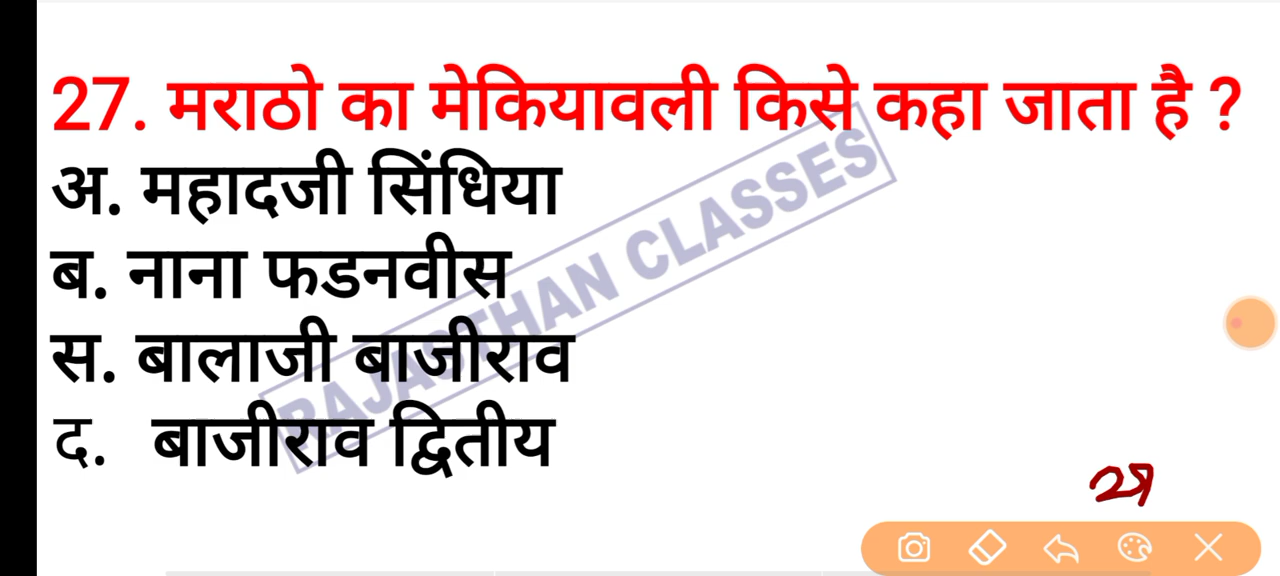 27. मराठो का मेकियावली किसे कहा जाता है ?
अ. महादजी सिंधिया
ब. नाना फडनवीस
स. बालाजी बाजीराव
द. बाजीराव द्वितीय
RAJASTHAN CLASSES